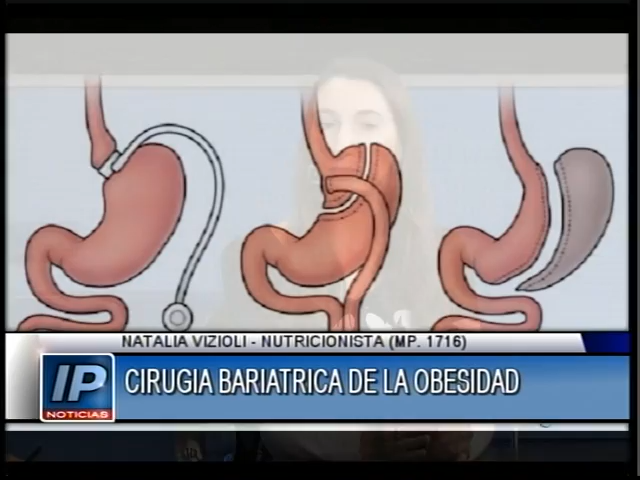 NATALIA VIZIOLI - NUTRICIONISTA (MP. 1716)
CIRUGIA BARIATRICA DE LA OBESIDAD
IP
NOTICIAS